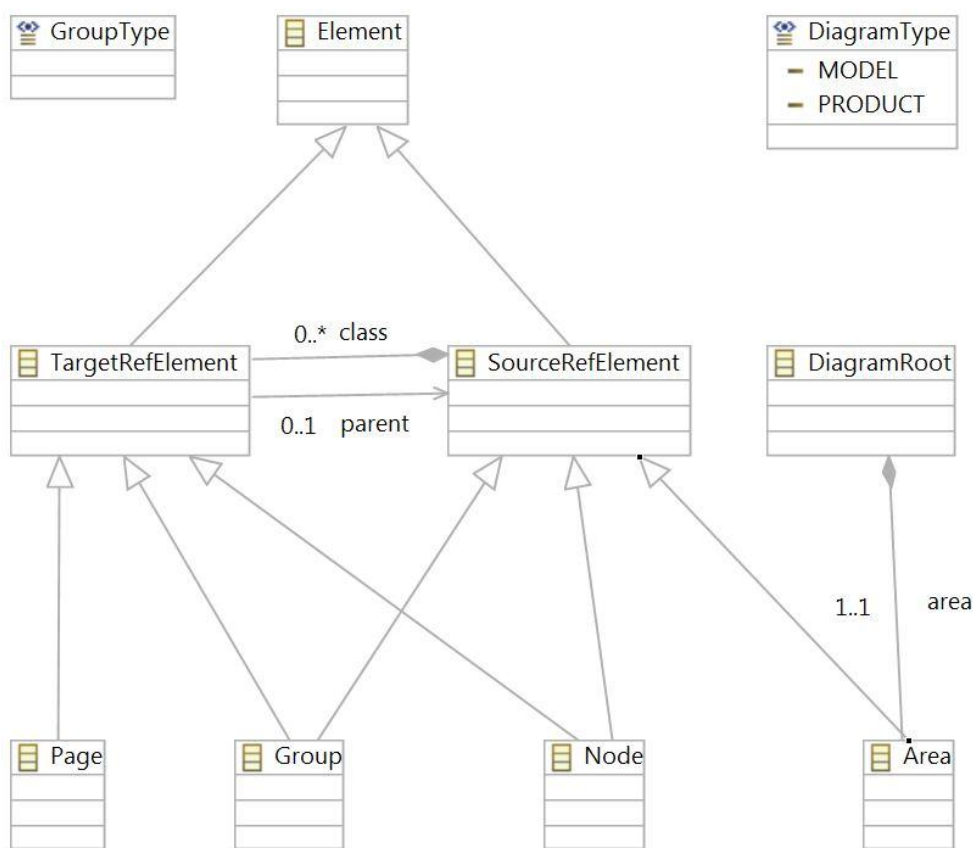 GroupType
Element
DiagramType
MODEL
PRODUCT
0..* class
TargetRefElement
SourceRefElement
DiagramRoot
0..1 parent
1..1 area
Page
Group
Node
Area